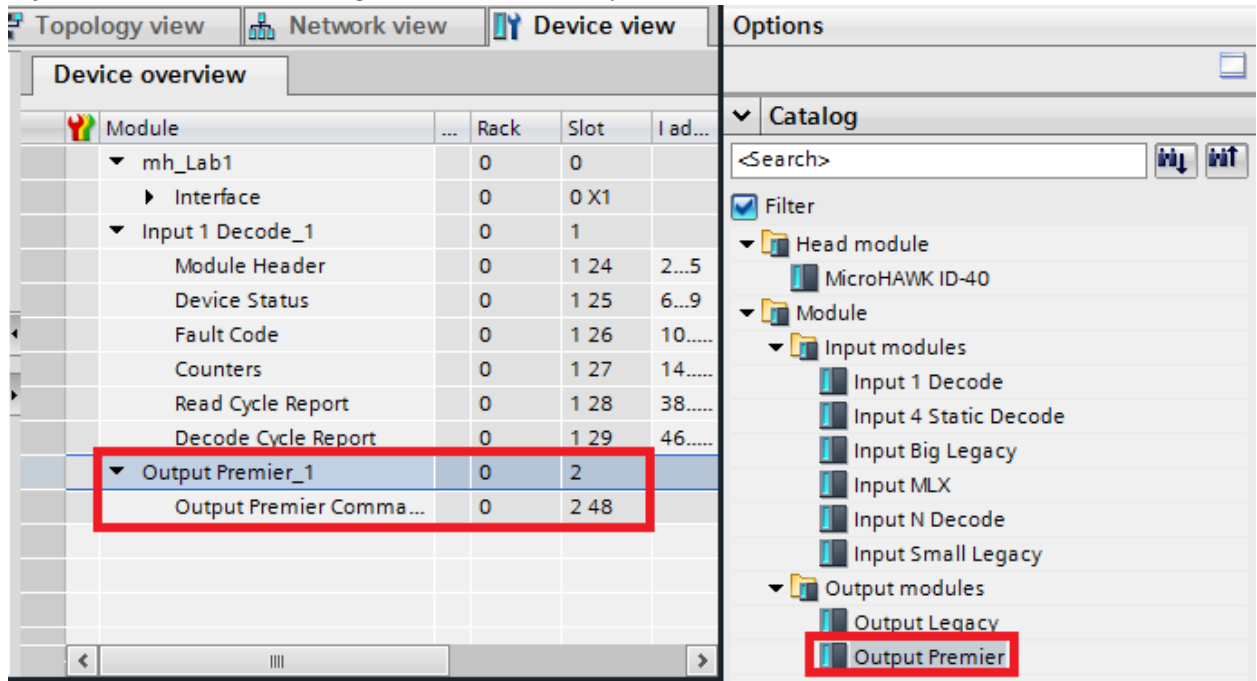 Topology view Network view Device view
Device overview
Module ... Rack Slot I ad...
mh_Lab1 0 0
Interface 0 0 X1
Input 1 Decode_1 0 1
Module Header 0 1 24 2...5
Device Status 0 1 25 6...9
Fault Code 0 1 26 10.....
Counters 0 1 27 14.....
Read Cycle Report 0 1 28 38.....
Decode Cycle Report 0 1 29 46.....
Output Premier_1 0 2
Output Premier Comma... 0 2 48
Options
Catalog
<Search>
Filter
Head module
MicroHAWK ID-40
Module
Input modules
Input 1 Decode
Input 4 Static Decode
Input Big Legacy
Input MLX
Input N Decode
Input Small Legacy
Output modules
Output Legacy
Output Premier